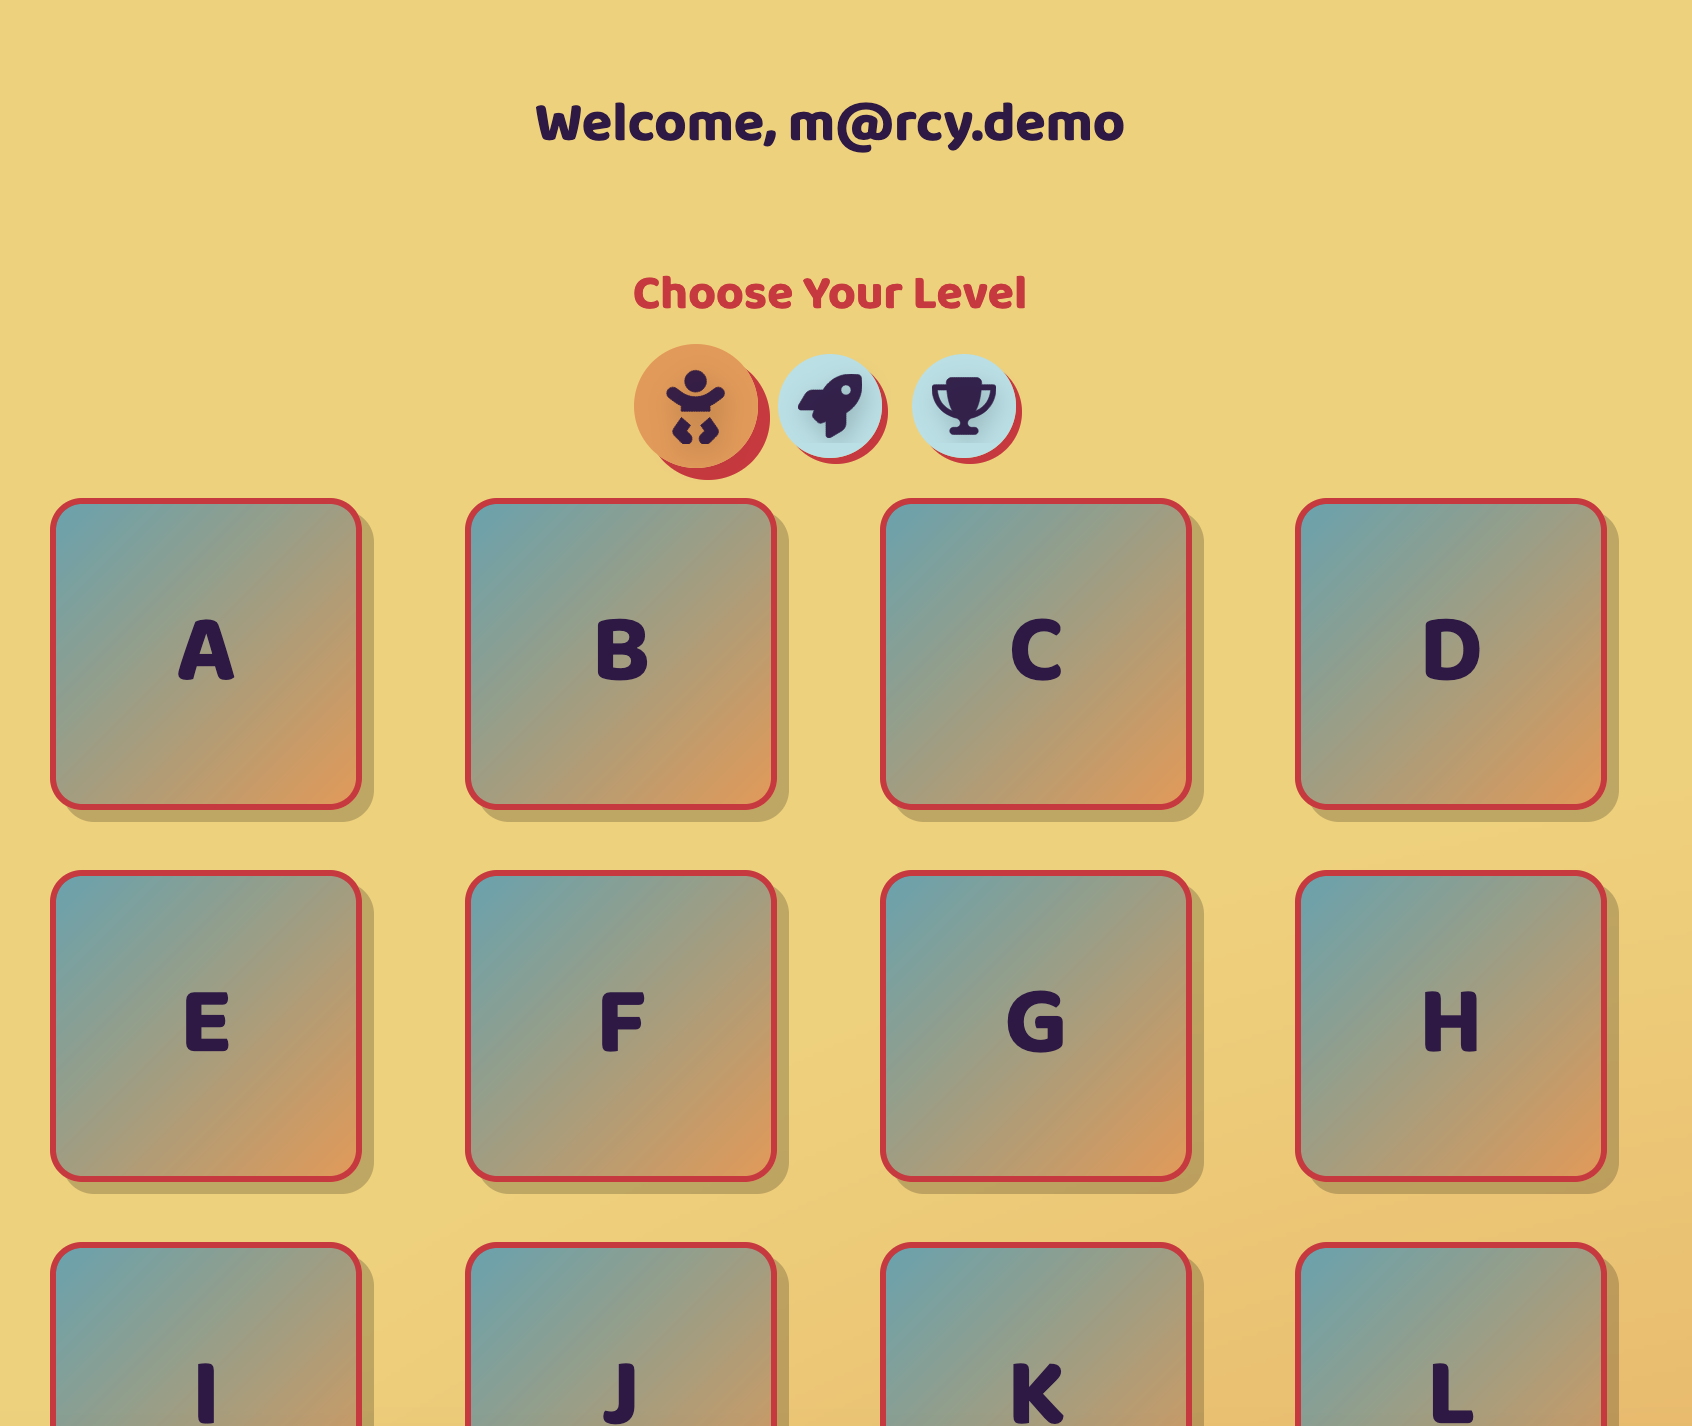 Welcome, m@rcy.demo
Choose Your Level
A B C D
E F G H
I J K L